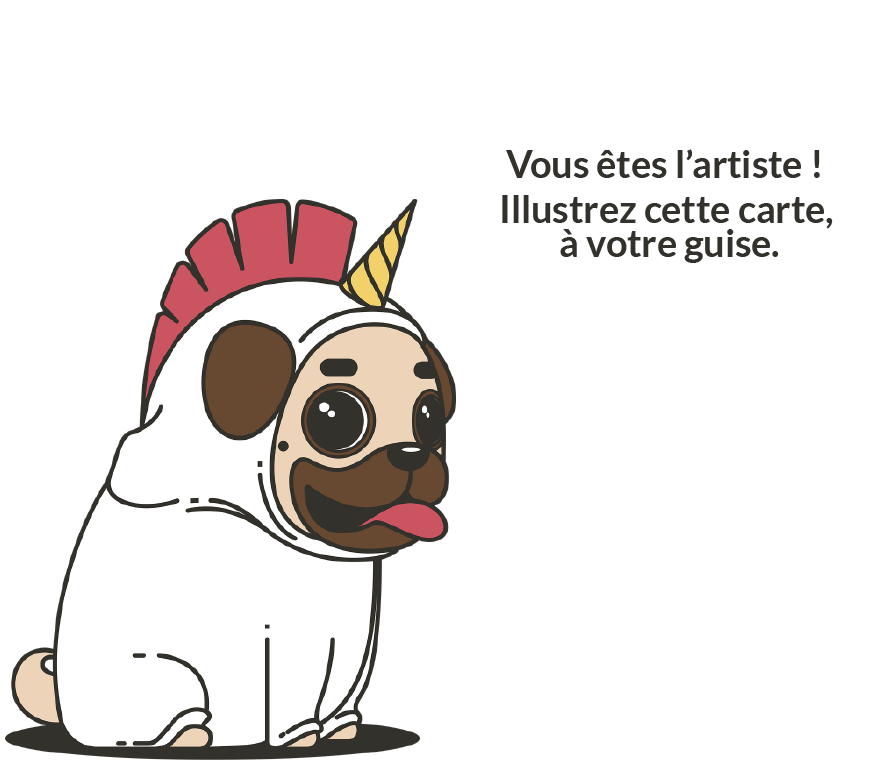 Vous êtes l’artiste !
Illustrez cette carte,
à votre guise.